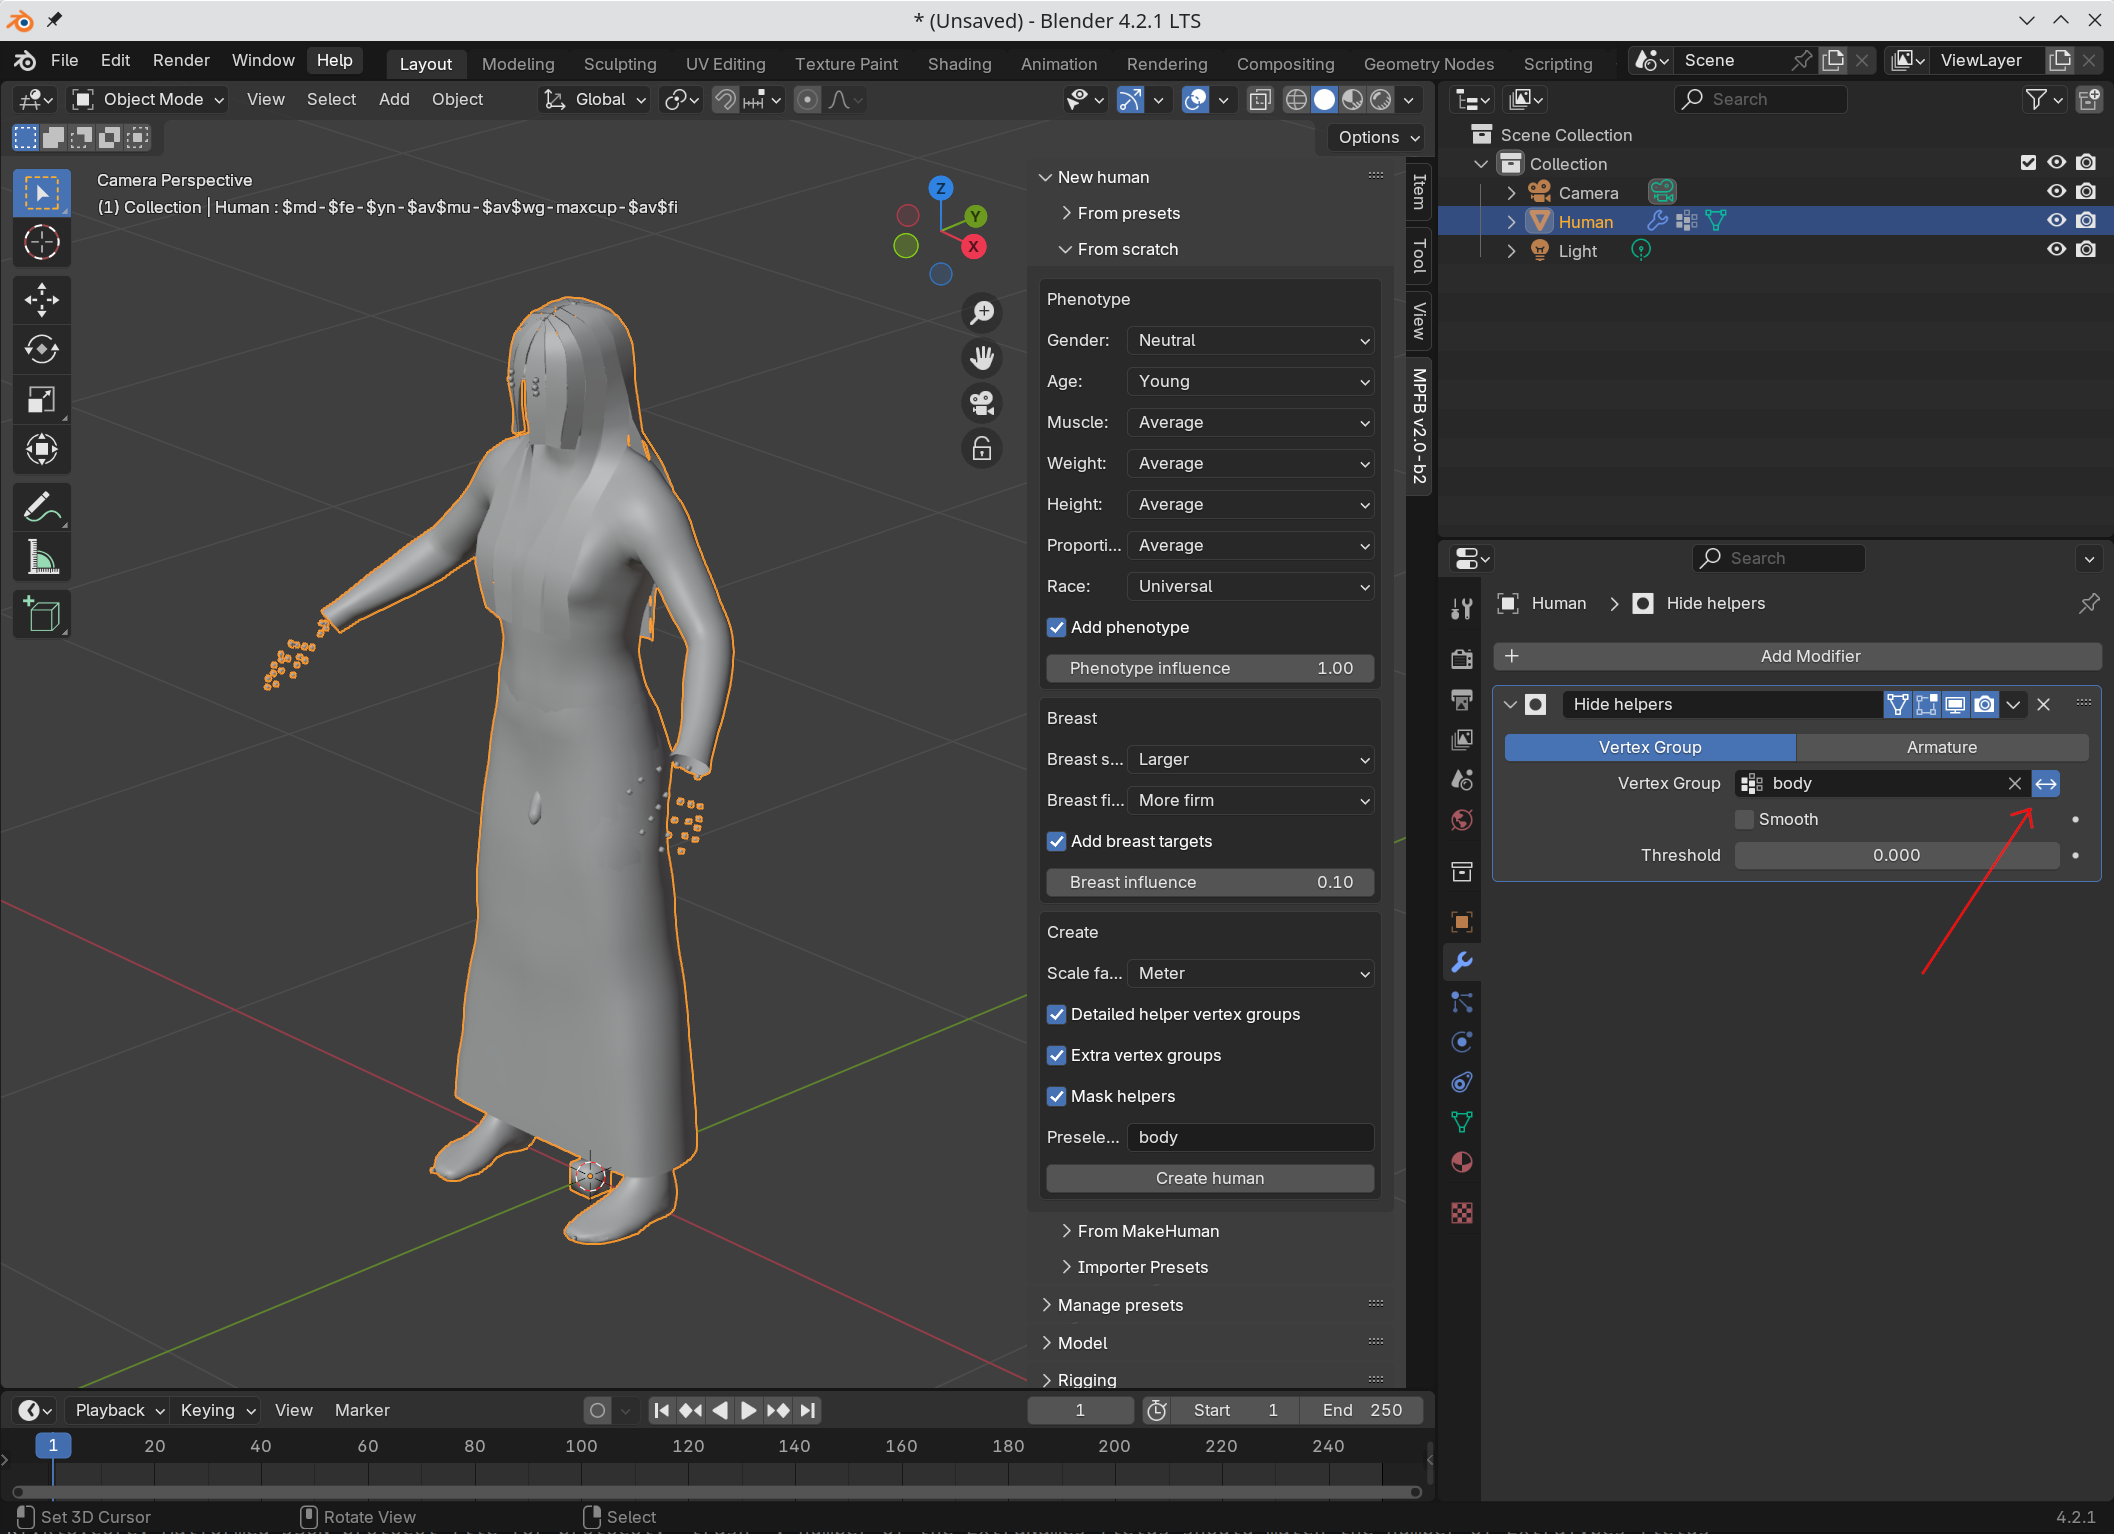 * (Unsaved) - Blender 4.2.1 LTS
File Edit Render Window Help
Layout Modeling Sculpting UV Editing Texture Paint Shading Animation Rendering Compositing Geometry Nodes Scripting
Scene
ViewLayer
Object Mode View Select Add Object
Global
Options
Camera Perspective
(1) Collection | Human : $md-$fe-$yn-$av$mu-$av$wg-maxcup-$av$fi
Z
Y
X
New human
From presets
From scratch
Phenotype
Gender: Neutral
Age: Young
Muscle: Average
Weight: Average
Height: Average
Proporti... Average
Race: Universal
Add phenotype
Phenotype influence 1.00
Breast
Breast s... Larger
Breast fi... More firm
Add breast targets
Breast influence 0.10
Create
Scale fa... Meter
Detailed helper vertex groups
Extra vertex groups
Mask helpers
Presele... body
Create human
From MakeHuman
Importer Presets
Manage presets
Model
Rigging
Item
Tool
View
MPFB v2.0-b2
Search
Scene Collection
Collection
Camera
Human
Light
Search
Human > Hide helpers
+ Add Modifier
Hide helpers
Vertex Group Armature
Vertex Group body
Smooth
Threshold 0.000
Playback Keying View Marker
1 Start 1 End 250
1 20 40 60 80 100 120 140 160 180 200 220 240
Set 3D Cursor Rotate View Select
4.2.1